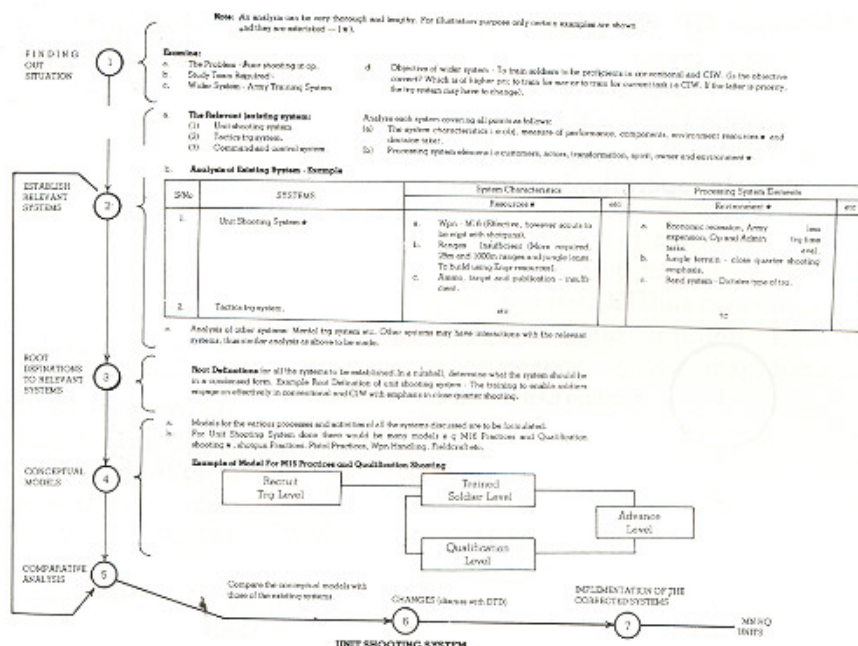 Note: An analysis can be very thorough and lengthy. For illustration purpose only certain examples are shown
and they are asterisked — (★).
FINDING
OUT
SITUATION
1
Examine:
a. The Problem - Poor shooting in op.
b. Study Team Required -
c. Wider System - Army Training System
d. Objective of wider system - To train soldiers to be proficient in conventional and CIW. (Is the objective
correct? Which is of higher pri: to train for war or to train for current task i.e CIW. If the latter is priority,
the trg system may have to change).
a. The Relevant (existing) system:
(1) Unit shooting system
(2) Tactics trg system.
(3) Command and control system
Analyse each system covering all points as follows:
(a) The system characteristics i.e obj, measure of performance, components, environment resources ★ and
decision taker.
(b) Processing system elements i.e customers, actors, transformation, spirit, owner and environment ★
b. Analysis of Existing System - Example
ESTABLISH
RELEVANT
SYSTEMS
2
S/No
SYSTEMS
System Characteristics
Processing System Elements
Resources ★
etc
Environment ★
etc
1.
Unit Shooting System ★
a. Wpn - M16 (Effective, however scouts to
be eqpt with shotguns).
b. Ranges - Insufficient (More required.
25m and 1000m ranges and jungle lanes.
To build using Engr resources).
c. Ammo, target and publication - insuffi-
cient.
a. Economic recession, Army less
expension, Op and Admin trg time
tasks. avail.
b. Jungle terrain - close quarter shooting
emphasis.
c. Bond system - Dictates type of trg.
2.
Tactics trg system.
etc
c. Analysis of other systems: Mental trg system etc. Other systems may have interactions with the relevant
systems, thus similar analysis as above to be made.
ROOT
DEFINATIONS
TO RELEVANT
SYSTEMS
3
Root Definations for all the systems to be established. In a nutshell, determine what the system should be
in a condensed form. Example Root Defination of unit shooting system - The training to enable soldiers
engage en effectively in conventional and CIW with emphasis in close quarter shooting.
a. Models for the various processes and activities of all the systems discussed are to be formulated.
b. For Unit Shooting System alone there would be many models e.g M16 Practices and Qualification
shooting ★, shotgun Practices, Pistol Practices, Wpn Handling, Fieldcraft etc.
CONCEPTUAL
MODELS
4
Example of Model For M16 Practices and Qualification Shooting
Recruit
Trg Level
Trained
Soldier Level
Advance
Level
Qualification
Level
COMPARATIVE
ANALYSIS
5
Compare the conceptual models with
those of the existing systems
CHANGES (discuss with DTD)
6
IMPLEMENTATION OF THE
CORRECTED SYSTEMS
7
UNITS
UNIT SHOOTING SYSTEM